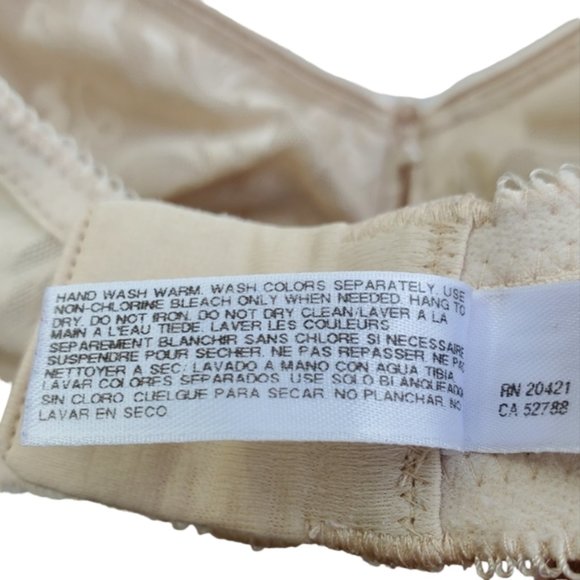 HAND WASH WARM. WASH COLORS SEPARATELY. USE
NON-CHLORINE BLEACH ONLY WHEN NEEDED. HANG TO
DRY. DO NOT IRON. DO NOT DRY CLEAN/LAVER A LA
MAIN A L'EAU TIEDE. LAVER LES COULEURS
SEPAREMENT BLANCHIR SANS CHLORE SI NECESSAIRE
SUSPENDRE POUR SECHER. NE PAS REPASSER. NE PAS
NETTOYER A SEC/LAVADO A MANO CON AGUA TIBIA
LAVAR COLORES SEPARADOS. USE SOLO BLANQUEADO
SIN CLORO CUELGUE PARA SECAR NO PLANCHAR. NO
LAVAR EN SECO.
RN 20421
CA 52788